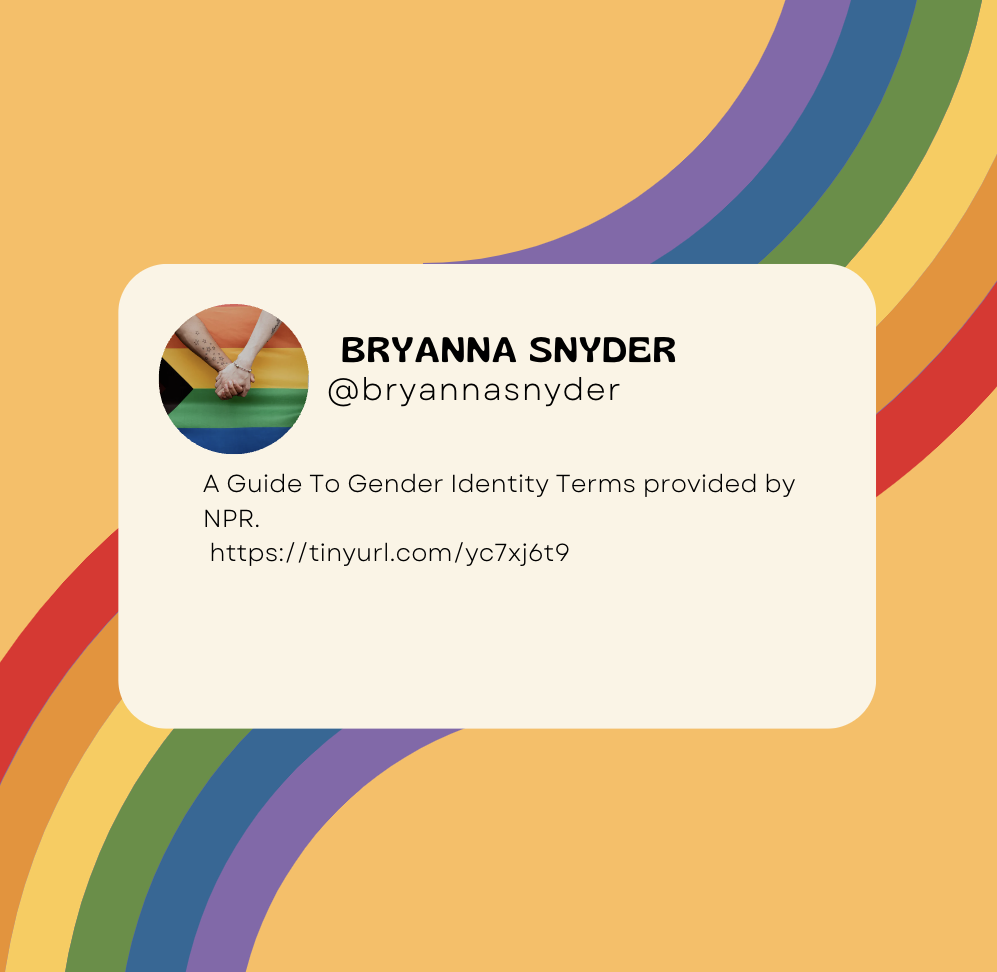 BRYANNA SNYDER
@bryannasnyder
A Guide To Gender Identity Terms provided by
NPR.
https://tinyurl.com/yc7xj6t9